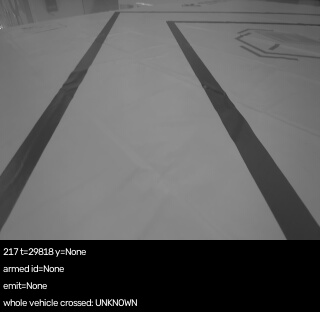 217 t=29818 y=None
armed id=None
emit=None
whole vehicle crossed: UNKNOWN